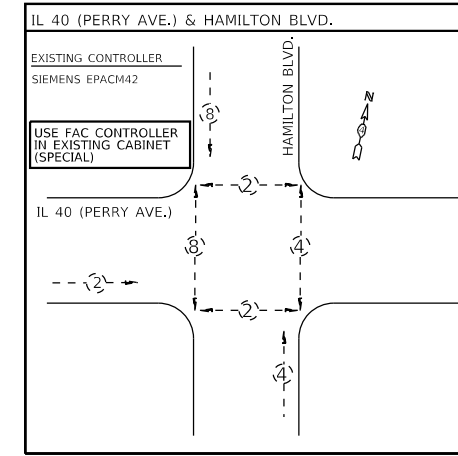 IL 40 (PERRY AVE.) & HAMILTON BLVD.
EXISTING CONTROLLER
SIEMENS EPACM42
USE FAC CONTROLLER
IN EXISTING CABINET
(SPECIAL)
HAMILTON BLVD.
N
4
8
2
IL 40 (PERRY AVE.)
8
4
2
2
4